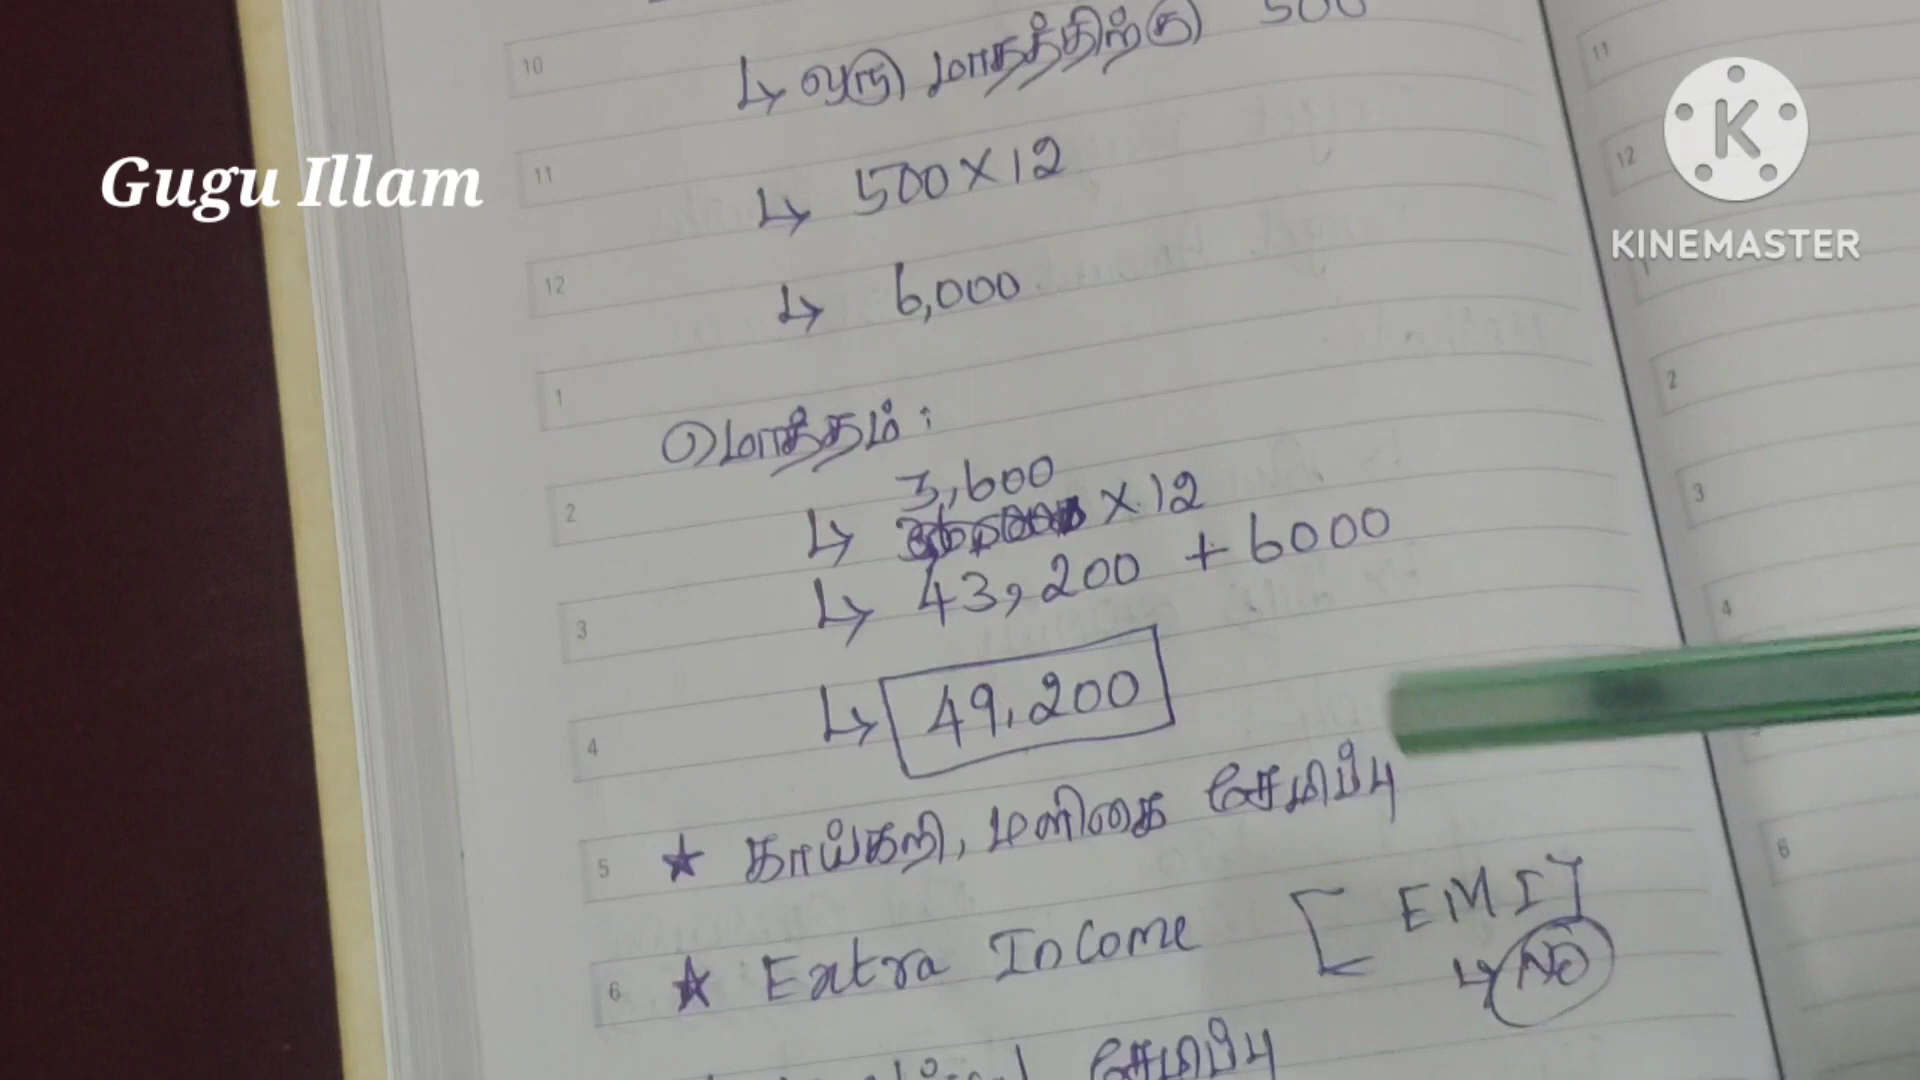 ↳ ஒரு மாதத்திற்கு 500
↳ 500 X 12
↳ 6,000
மொத்தம் :
3,600
↳ X 12
↳ 43,200 + 6000
↳ 49,200
★ காய்கறி, மளிகை சேமிப்பு
★ Extra Income [EMI]
↳ NO
சேமிப்பு
Gugu Illam
K
KINEMASTER
10
11
12
1
2
3
4
5
6
11
12
1
2
3
4
6